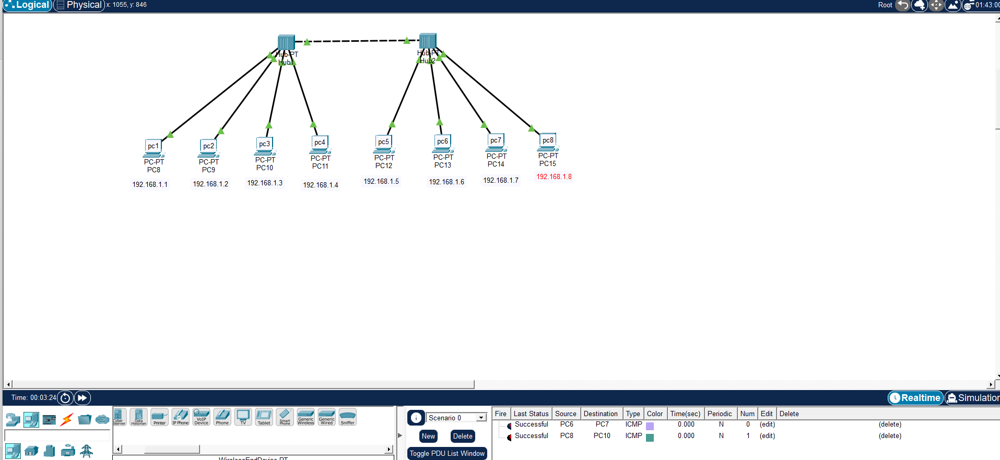 Logical Physical x: 1055, y: 846 Root 01:43:00
Hub-PT
Hub1
Hub-PT
Hub2
pc1 pc2 pc3 pc4 pc5 pc6 pc7 pc8
PC-PT PC-PT PC-PT PC-PT PC-PT PC-PT PC-PT PC-PT
PC8 PC9 PC10 PC11 PC12 PC13 PC14 PC15
192.168.1.1 192.168.1.2 192.168.1.3 192.168.1.4 192.168.1.5 192.168.1.6 192.168.1.7 192.168.1.8
Time: 00:03:24 Realtime Simulation
Cyber Observer
Data Historian
Printer
IP Phone
VoIP Device
Phone
TV
Tablet
Smart Phone
Generic Wireless
Generic Wired
Sniffer
WirelessEndDevice-PT
Scenario 0
New Delete
Toggle PDU List Window
Fire Last Status Source Destination Type Color Time(sec) Periodic Num Edit Delete
Successful PC6 PC7 ICMP 0.000 N 0 (edit) (delete)
Successful PC8 PC10 ICMP 0.000 N 1 (edit) (delete)